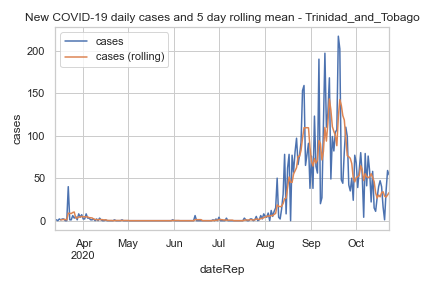 New COVID-19 daily cases and 5 day rolling mean - Trinidad_and_Tobago
cases
cases (rolling)
200
150
100
50
0
cases
Apr
2020
May
Jun
Jul
Aug
Sep
Oct
dateRep